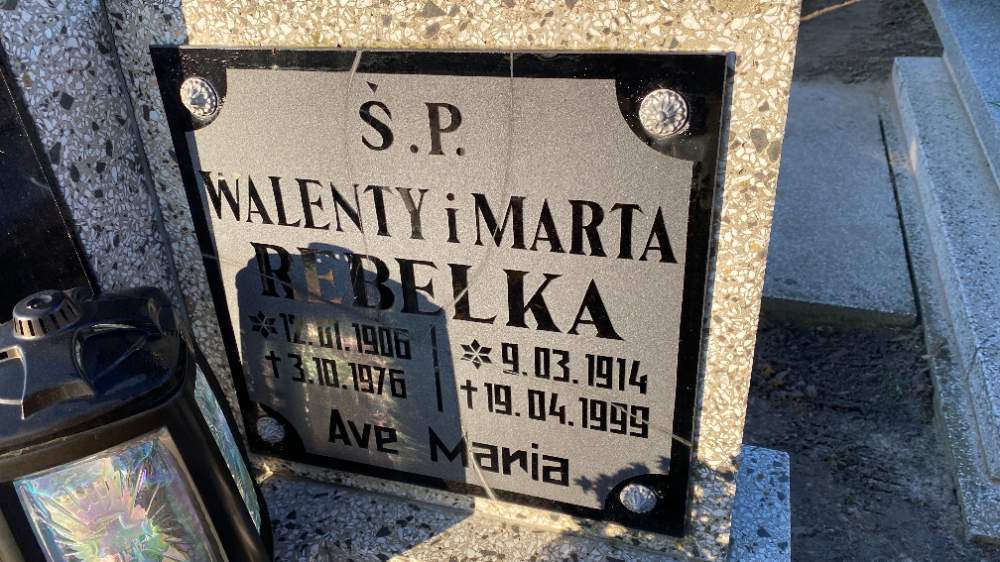 Ś.P.
WALENTY i MARTA
REBELKA
* 12.01.1906 * 9.03.1914
† 3.10.1976 † 19.04.1999
Ave Maria